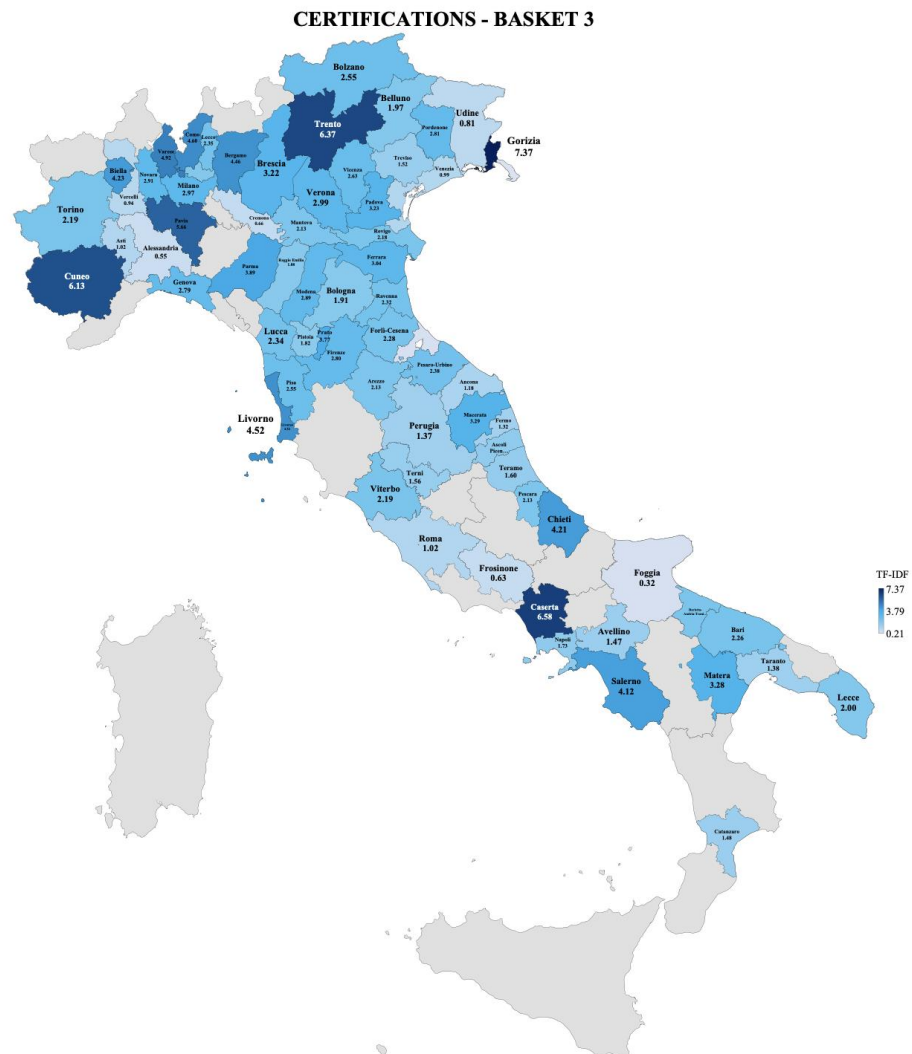 CERTIFICATIONS - BASKET 3
Bolzano
2.55
Belluno
1.97
Udine
0.81
Trento
6.37
Pordenone
2.81
Gorizia
7.37
Como
4.60
Lecco
2.35
Varese
4.92
Bergamo
4.46
Brescia
3.22
Treviso
1.52
Venezia
0.99
Vicenza
2.63
Biella
4.23
Novara
2.91
Milano
2.97
Verona
2.99
Padova
3.23
Vercelli
0.94
Torino
2.19
Pavia
Cremona
0.66
Mantova
2.13
Rovigo
2.18
Asti
1.02
Alessandria
0.55
Cuneo
6.13
Parma
3.89
Reggio Emilia
Ferrara
3.04
Genova
2.79
Modena
2.89
Bologna
1.91
Ravenna
2.32
Lucca
2.34
Pistoia
1.82
Prato
3.77
Firenze
2.80
Forlì-Cesena
2.28
Pisa
2.55
Arezzo
2.13
Pesaro-Urbino
2.38
Ancona
1.18
Livorno
4.52
Perugia
1.37
Macerata
3.29
Fermo
1.32
Ascoli
Picen...
Teramo
1.60
Terni
1.56
Viterbo
2.19
Pescara
2.13
Chieti
4.21
Roma
1.02
Frosinone
0.63
Foggia
0.32
TF-IDF
7.37
3.79
0.21
Caserta
6.58
Napoli
1.73
Avellino
1.47
Bari
2.26
Taranto
1.38
Salerno
4.12
Matera
3.28
Lecce
2.00
Catanzaro
1.48